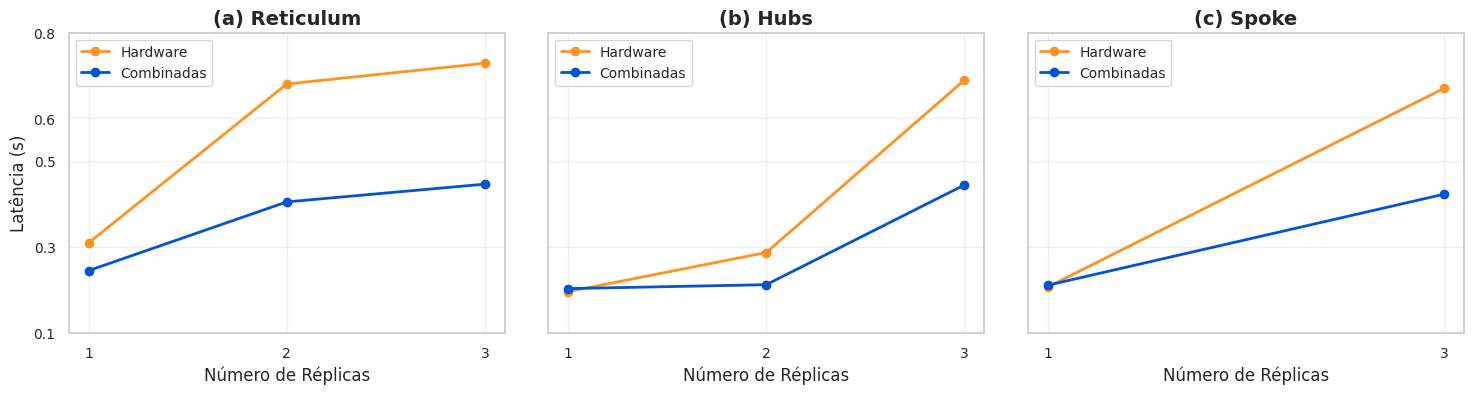 (a) Reticulum
(b) Hubs
(c) Spoke
Latência (s)
0.8
0.6
0.5
0.3
0.1
Hardware
Combinadas
1
2
3
Número de Réplicas
Hardware
Combinadas
1
2
3
Número de Réplicas
Hardware
Combinadas
1
3
Número de Réplicas